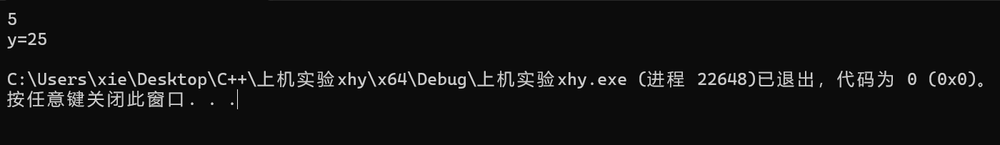 5
y=25
C:\Users\xie\Desktop\C++\上机实验xhy\x64\Debug\上机实验xhy.exe (进程 22648)已退出，代码为 0 (0x0)。
按任意键关闭此窗口. . .